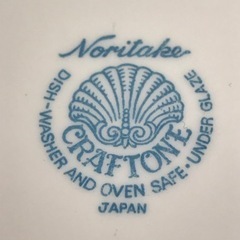 Noritake
CRAFTONE
DISH-WASHER AND OVEN SAFE·UNDER GLAZE
JAPAN